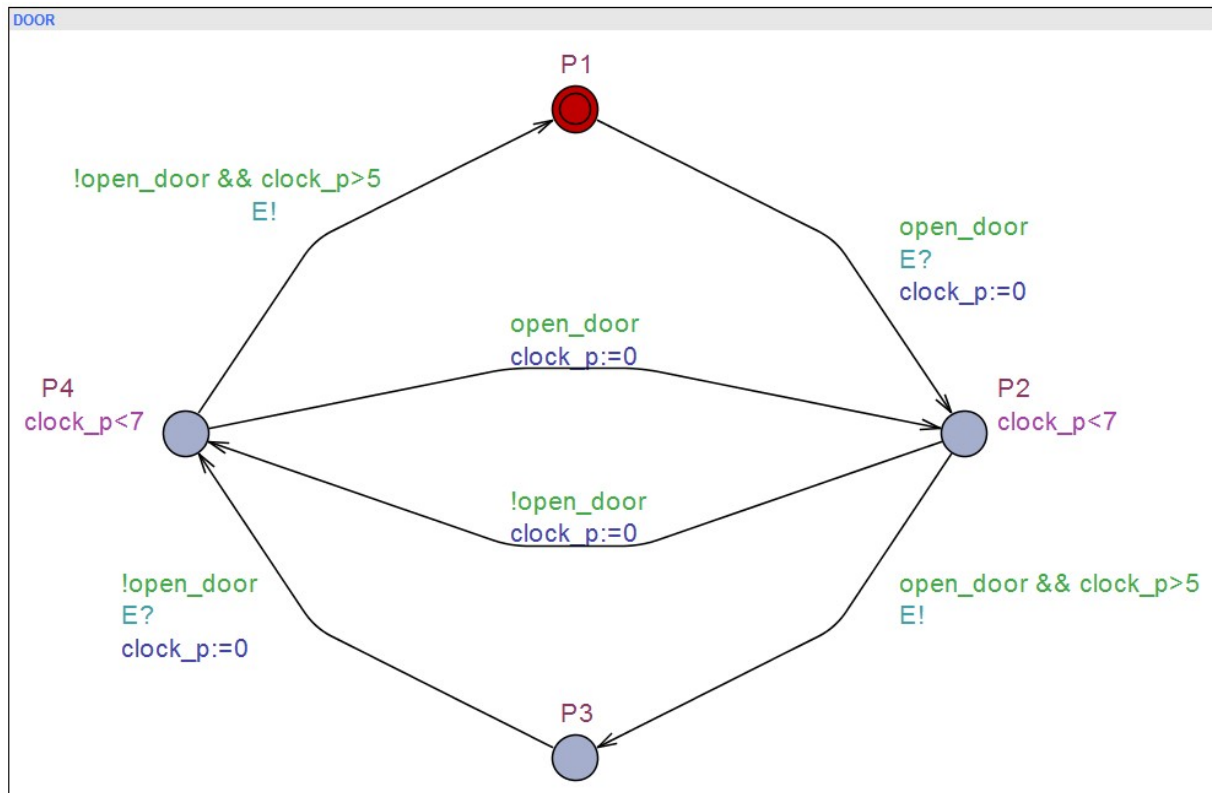 DOOR
P1
!open_door && clock_p>5
E!
open_door
E?
clock_p:=0
open_door
clock_p:=0
P4
clock_p<7
P2
clock_p<7
!open_door
clock_p:=0
!open_door
E?
clock_p:=0
open_door && clock_p>5
E!
P3